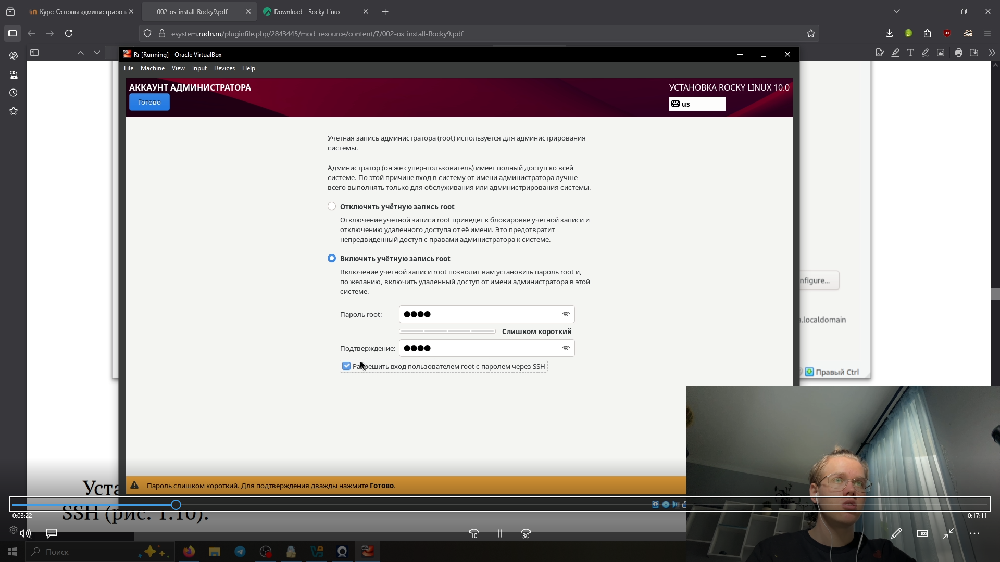 Курс: Основы администриров
002-os_install-Rocky9.pdf
Download - Rocky Linux
esystem.rudn.ru/pluginfile.php/2843445/mod_resource/content/7/002-os_install-Rocky9.pdf
Rr [Running] - Oracle VirtualBox
File Machine View Input Devices Help
АККАУНТ АДМИНИСТРАТОРА
УСТАНОВКА ROCKY LINUX 10.0
Готово
us
Учетная запись администратора (root) используется для администрирования
системы.
Администратор (он же супер-пользователь) имеет полный доступ ко всей
системе. По этой причине вход в систему от имени администратора лучше
всего выполнять только для обслуживания или администрирования системы.
Отключить учётную запись root
Отключение учетной записи root приведет к блокировке учетной записи и
отключению удаленного доступа от её имени. Это предотвратит
непредвиденный доступ с правами администратора к системе.
Включить учётную запись root
Включение учетной записи root позволит вам установить пароль root и,
по желанию, включить удаленный доступ от имени администратора в этой
системе.
nfigure...
Пароль root:
.localdomain
Слишком короткий
Подтверждение:
Разрешить вход пользователем root с паролем через SSH
Правый Ctrl
Уста
Пароль слишком короткий. Для подтверждения дважды нажмите Готово.
SSH (рис. 1.10).
0:03:22
0:17:11
10
30
Поиск